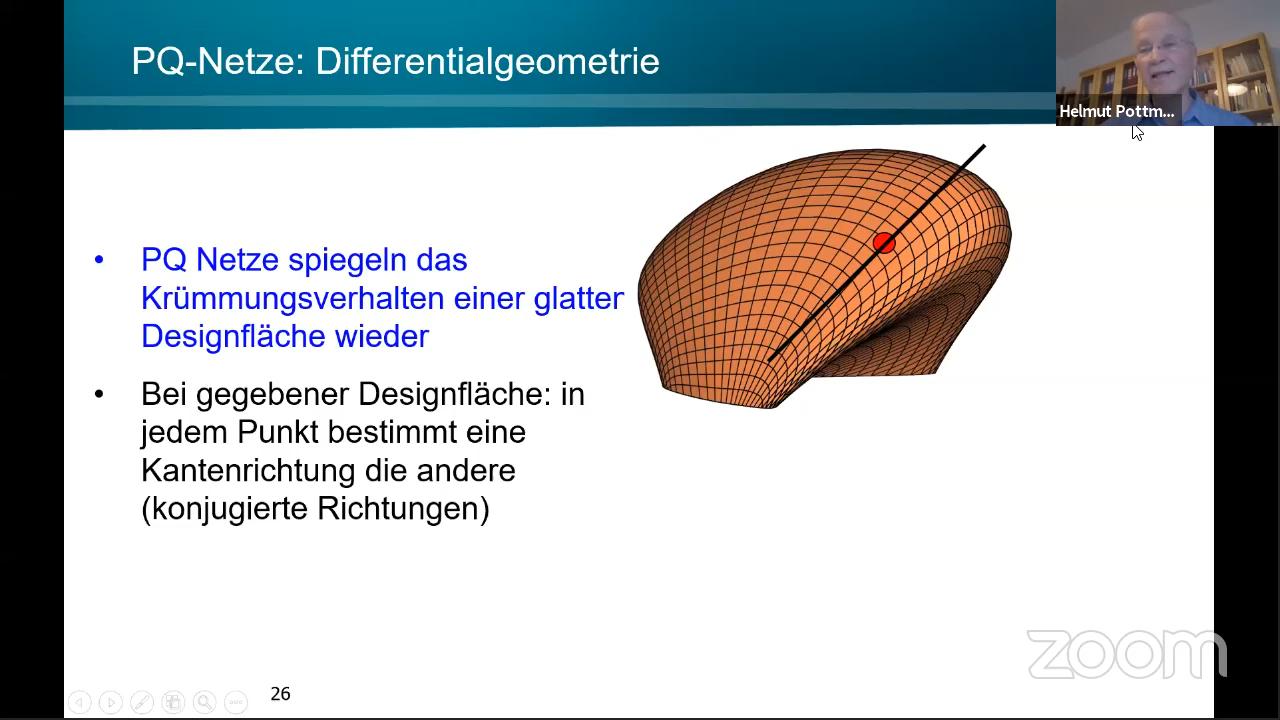 PQ-Netze: Differentialgeometrie
Helmut Pottm...
• PQ Netze spiegeln das
Krümmungsverhalten einer glatten
Designfläche wieder
• Bei gegebener Designfläche: in
jedem Punkt bestimmt eine
Kantenrichtung die andere
(konjugierte Richtungen)
zoom
26